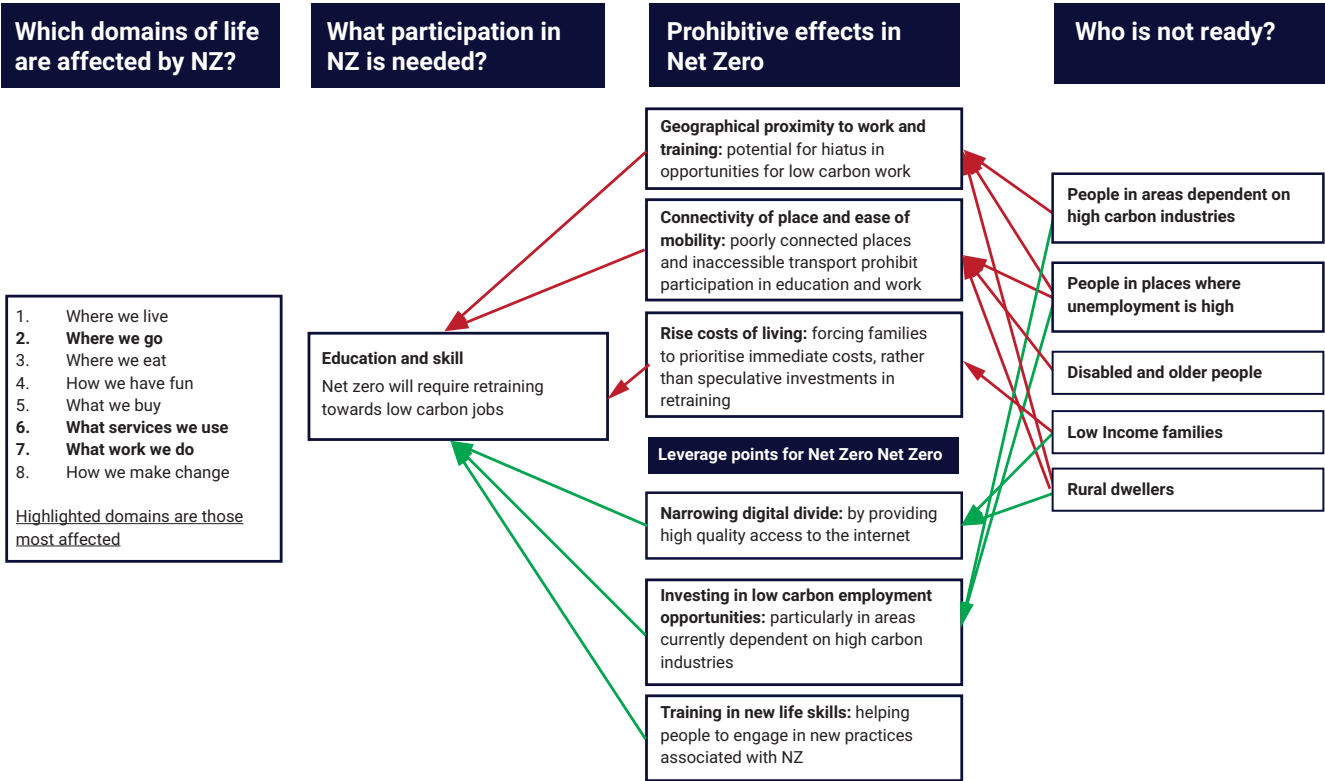 Which domains of life
are affected by NZ?
What participation in
NZ is needed?
Prohibitive effects in
Net Zero
Who is not ready?
1. Where we live
2. Where we go
3. Where we eat
4. How we have fun
5. What we buy
6. What services we use
7. What work we do
8. How we make change
Highlighted domains are those
most affected
Education and skill
Net zero will require retraining
towards low carbon jobs
Geographical proximity to work and
training: potential for hiatus in
opportunities for low carbon work
Connectivity of place and ease of
mobility: poorly connected places
and inaccessible transport prohibit
participation in education and work
Rise costs of living: forcing families
to prioritise immediate costs, rather
than speculative investments in
retraining
Leverage points for Net Zero Net Zero
Narrowing digital divide: by providing
high quality access to the internet
Investing in low carbon employment
opportunities: particularly in areas
currently dependent on high carbon
industries
Training in new life skills: helping
people to engage in new practices
associated with NZ
People in areas dependent on
high carbon industries
People in places where
unemployment is high
Disabled and older people
Low Income families
Rural dwellers